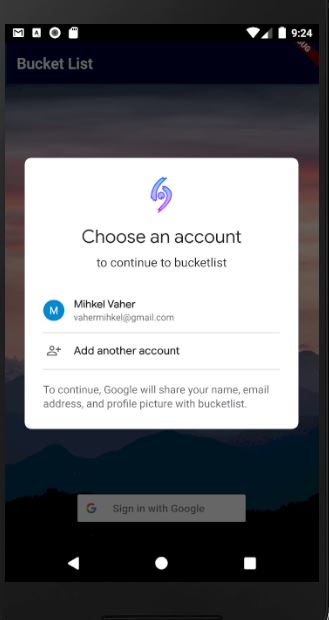 9:24
Bucket List
Choose an account
to continue to bucketlist
M
Mihkel Vaher
vahermihkel@gmail.com
Add another account
To continue, Google will share your name, email
address, and profile picture with bucketlist.
G Sign in with Google